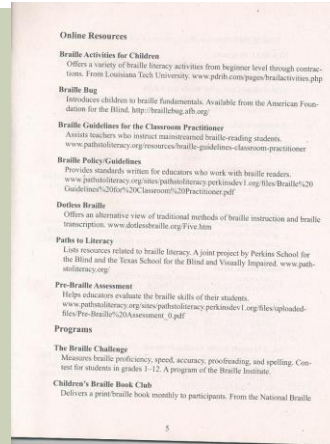 Online Resources
Braille Activities for Children
Offers a variety of braille literacy activities from beginner level through contrac-
tions. From Louisiana Tech University. www.pdrib.com/pages/brailactivities.php
Braille Bug
Introduces children to braille fundamentals. Available from the American Foun-
dation for the Blind. http://braillebug.afb.org/
Braille Guidelines for the Classroom Practitioner
Assists teachers who instruct mainstreamed braille-reading students.
www.pathstoliteracy.org/resources/braille-guidelines-classroom-practitioner
Braille Policy/Guidelines
Provides standards written for educators who work with braille readers.
www.pathstoliteracy.org/sites/pathstoliteracy.perkinsdev1.org/files/Braille%20
Guidelines%20for%20Classroom%20Practitioner.pdf
Dotless Braille
Offers an alternative view of traditional methods of braille instruction and braille
transcription. www.dotlessbraille.org/Five.htm
Paths to Literacy
Lists resources related to braille literacy. A joint project by Perkins School for
the Blind and the Texas School for the Blind and Visually Impaired. www.path-
stoliteracy.org/
Pre-Braille Assessment
Helps educators evaluate the braille skills of their students.
www.pathstoliteracy.org/sites/pathstoliteracy.perkinsdev1.org/files/uploaded-
files/Pre-Braille%20Assessment_0.pdf
Programs
The Braille Challenge
Measures braille proficiency, speed, accuracy, proofreading, and spelling. Con-
test for students in grades 1–12. A program of the Braille Institute.
Children's Braille Book Club
Delivers a print/braille book monthly to participants. From the National Braille
5